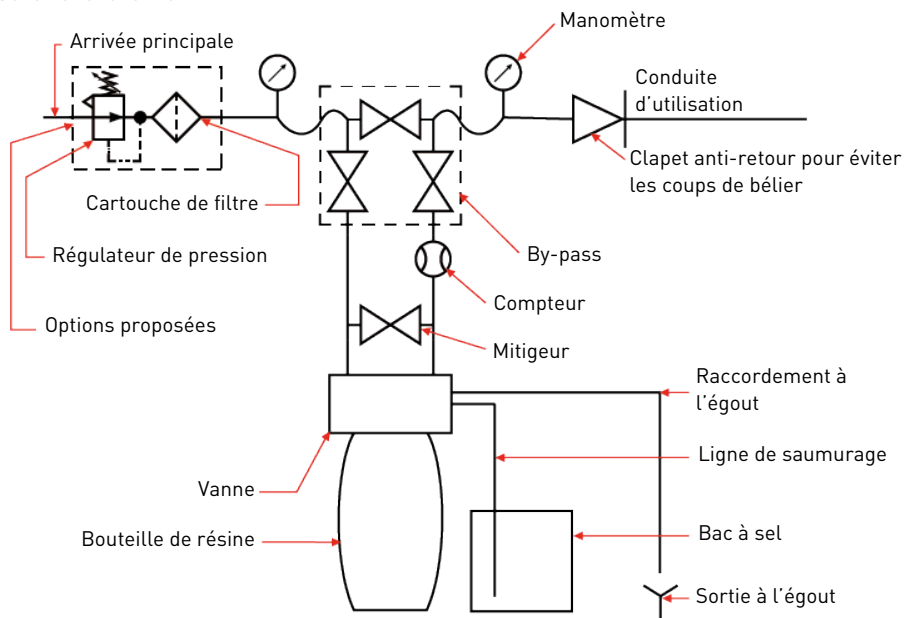 Manomètre
Arrivée principale
Conduite
d'utilisation
Clapet anti-retour pour éviter
les coups de bélier
Cartouche de filtre
Régulateur de pression
By-pass
Compteur
Options proposées
Mitigeur
Raccordement à
l'égout
Ligne de saumurage
Vanne
Bac à sel
Bouteille de résine
Sortie à l'égout